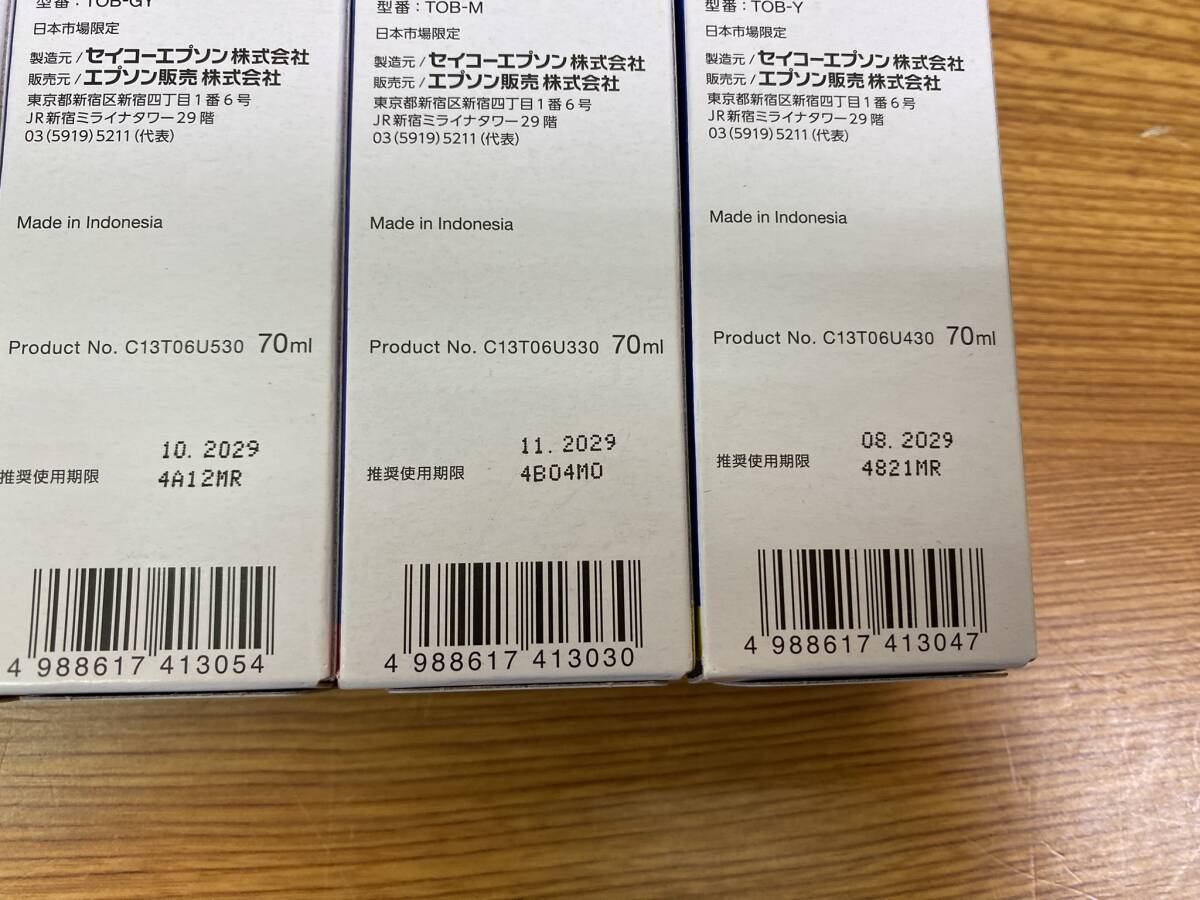 型番：TOB-GY
日本市場限定
製造元 / セイコーエプソン 株式会社
販売元 / エプソン販売 株式会社
東京都新宿区新宿四丁目1番6号
JR新宿ミライナタワー29階
03 (5919) 5211 (代表)
Made in Indonesia
Product No. C13T06U530 70ml
10. 2029
推奨使用期限
4A12MR
4 988617 413054
型番：TOB-M
日本市場限定
製造元 / セイコーエプソン 株式会社
販売元 / エプソン販売 株式会社
東京都新宿区新宿四丁目1番6号
JR新宿ミライナタワー29階
03 (5919) 5211 (代表)
Made in Indonesia
Product No. C13T06U330 70ml
11. 2029
推奨使用期限
4B04MO
4 988617 413030
型番：TOB-Y
日本市場限定
製造元 / セイコーエプソン 株式会社
販売元 / エプソン販売 株式会社
東京都新宿区新宿四丁目1番6号
JR新宿ミライナタワー29階
03 (5919) 5211 (代表)
Made in Indonesia
Product No. C13T06U430 70ml
08. 2029
推奨使用期限
4821MR
4 988617 413047